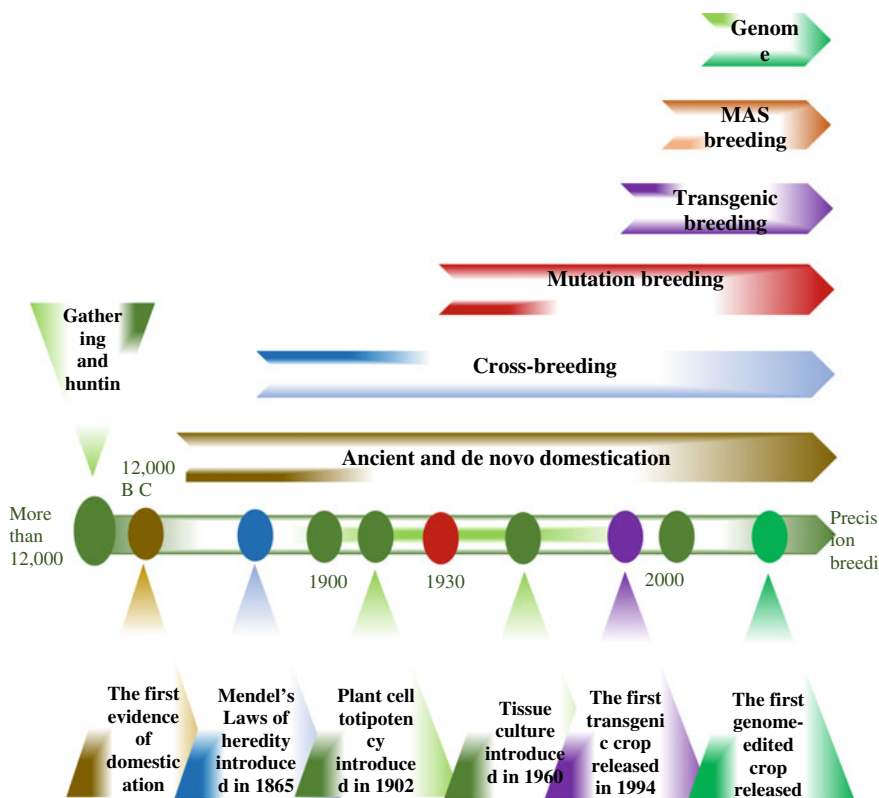 Genom
e
MAS
breeding
Transgenic
breeding
Mutation breeding
Gather
ing
and
huntin
Cross-breeding
Ancient and de novo domestication
12,000
B C
More
than
12,000
Precis
ion
breedi
1900
1930
2000
The first
evidence
of
domestic
ation
Mendel's
Laws of
heredity
introduce
d in 1865
Plant cell
totipoten
cy
introduce
d in 1902
Tissue
culture
introduce
d in 1960
The first
transgeni
c crop
released
in 1994
The first
genome-
edited
crop
released